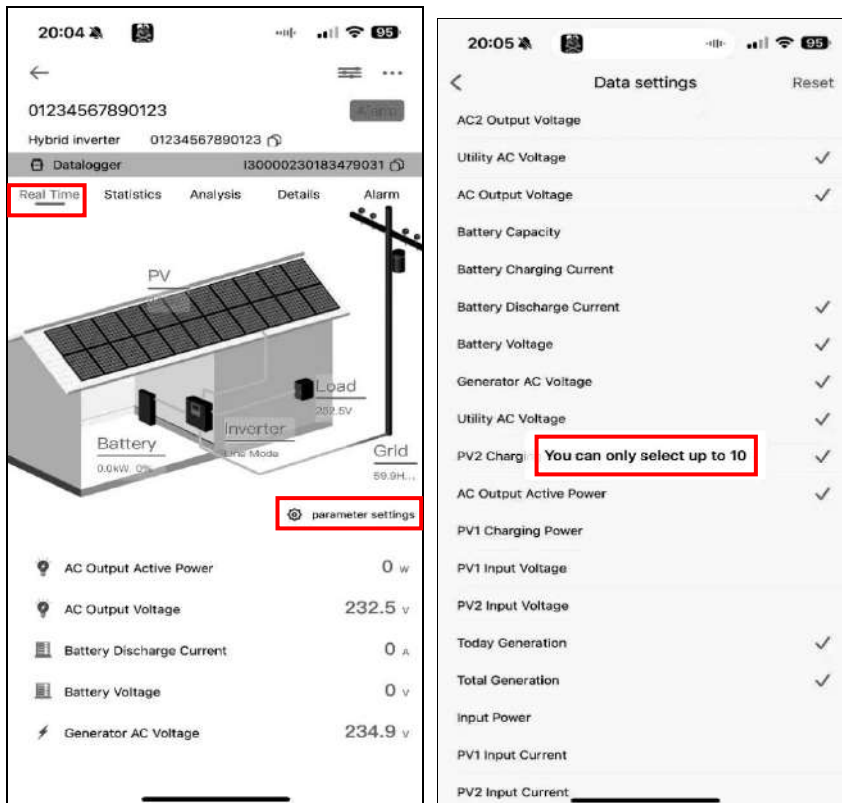 20:04
95
01234567890123
Alarm
Hybrid inverter 01234567890123
Datalogger I30000230183479031
Real Time Statistics Analysis Details Alarm
PV
Load
232.5V
Inverter
Line Mode
Battery
0.0kW 0%
Grid
59.9H...
parameter settings
AC Output Active Power 0 W
AC Output Voltage 232.5 V
Battery Discharge Current 0 A
Battery Voltage 0 V
Generator AC Voltage 234.9 V
20:05
95
Data settings Reset
AC2 Output Voltage
Utility AC Voltage
AC Output Voltage
Battery Capacity
Battery Charging Current
Battery Discharge Current
Battery Voltage
Generator AC Voltage
Utility AC Voltage
PV2 Chargi
You can only select up to 10
AC Output Active Power
PV1 Charging Power
PV1 Input Voltage
PV2 Input Voltage
Today Generation
Total Generation
Input Power
PV1 Input Current
PV2 Input Current